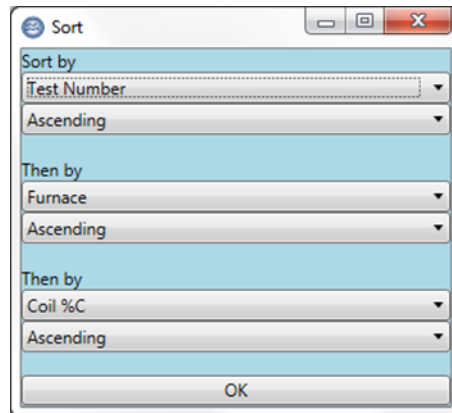 Sort
Sort by
Test Number
Ascending
Then by
Furnace
Ascending
Then by
Coil %C
Ascending
OK